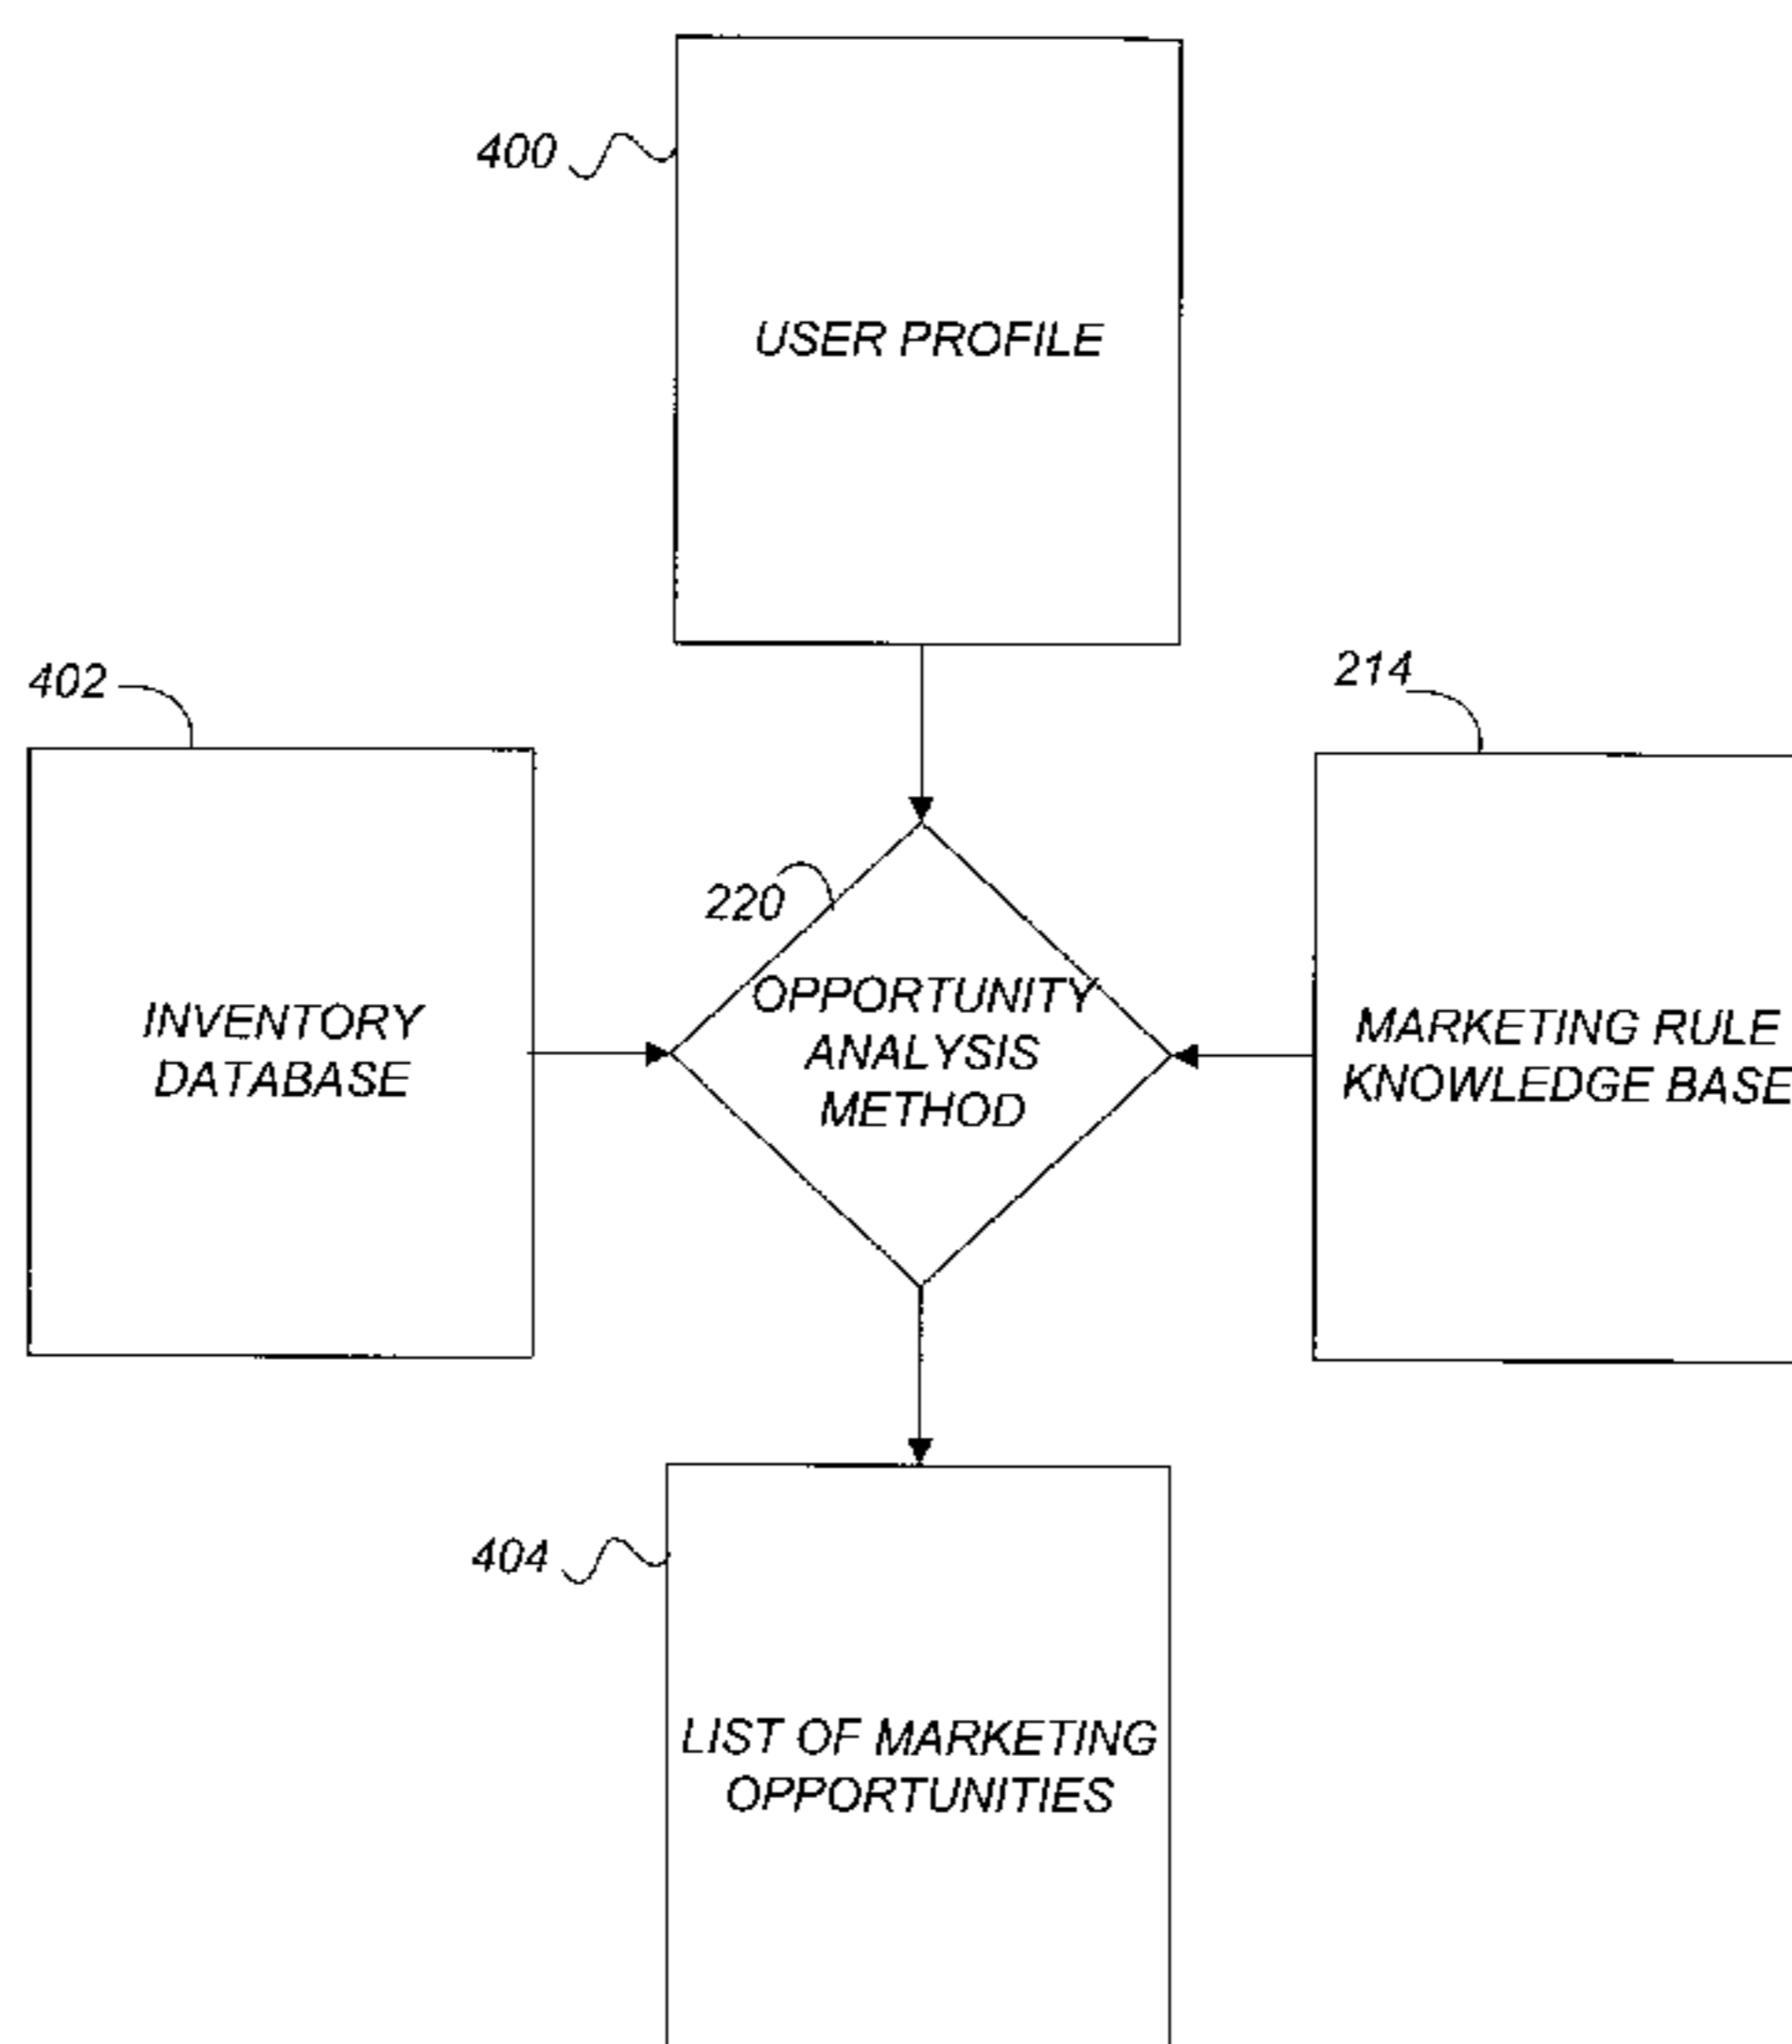 400
USER PROFILE
402
214
220
INVENTORY
DATABASE
OPPORTUNITY
ANALYSIS
METHOD
MARKETING RULE
KNOWLEDGE BASE
404
LIST OF MARKETING
OPPORTUNITIES